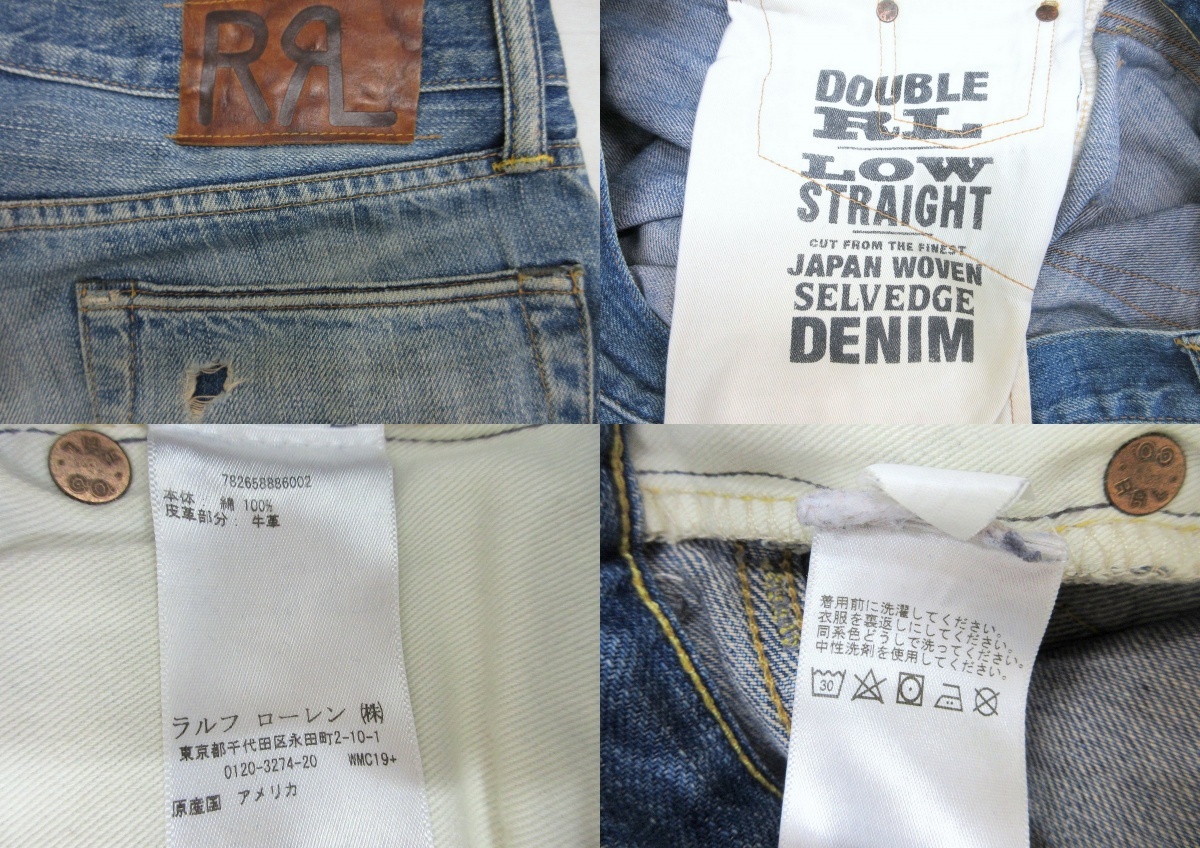 RRL
DOUBLE
RL
LOW
STRAIGHT
CUT FROM THE FINEST
JAPAN WOVEN
SELVEDGE
DENIM
782658886002
本体 : 綿 100%
皮革部分: 牛革
ラルフ ローレン ㈱
東京都千代田区永田町2-10-1
0120-3274-20 WMC19+
原産国 アメリカ
着用前に洗濯してください。
衣服を裏返しにしてください。
同系色どうしで洗ってください。
中性洗剤を使用してください。
30